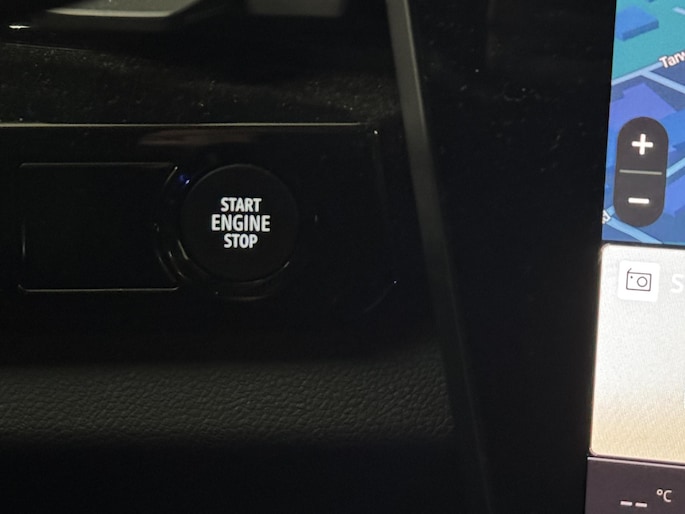 START
ENGINE
STOP
+
-
-- °C